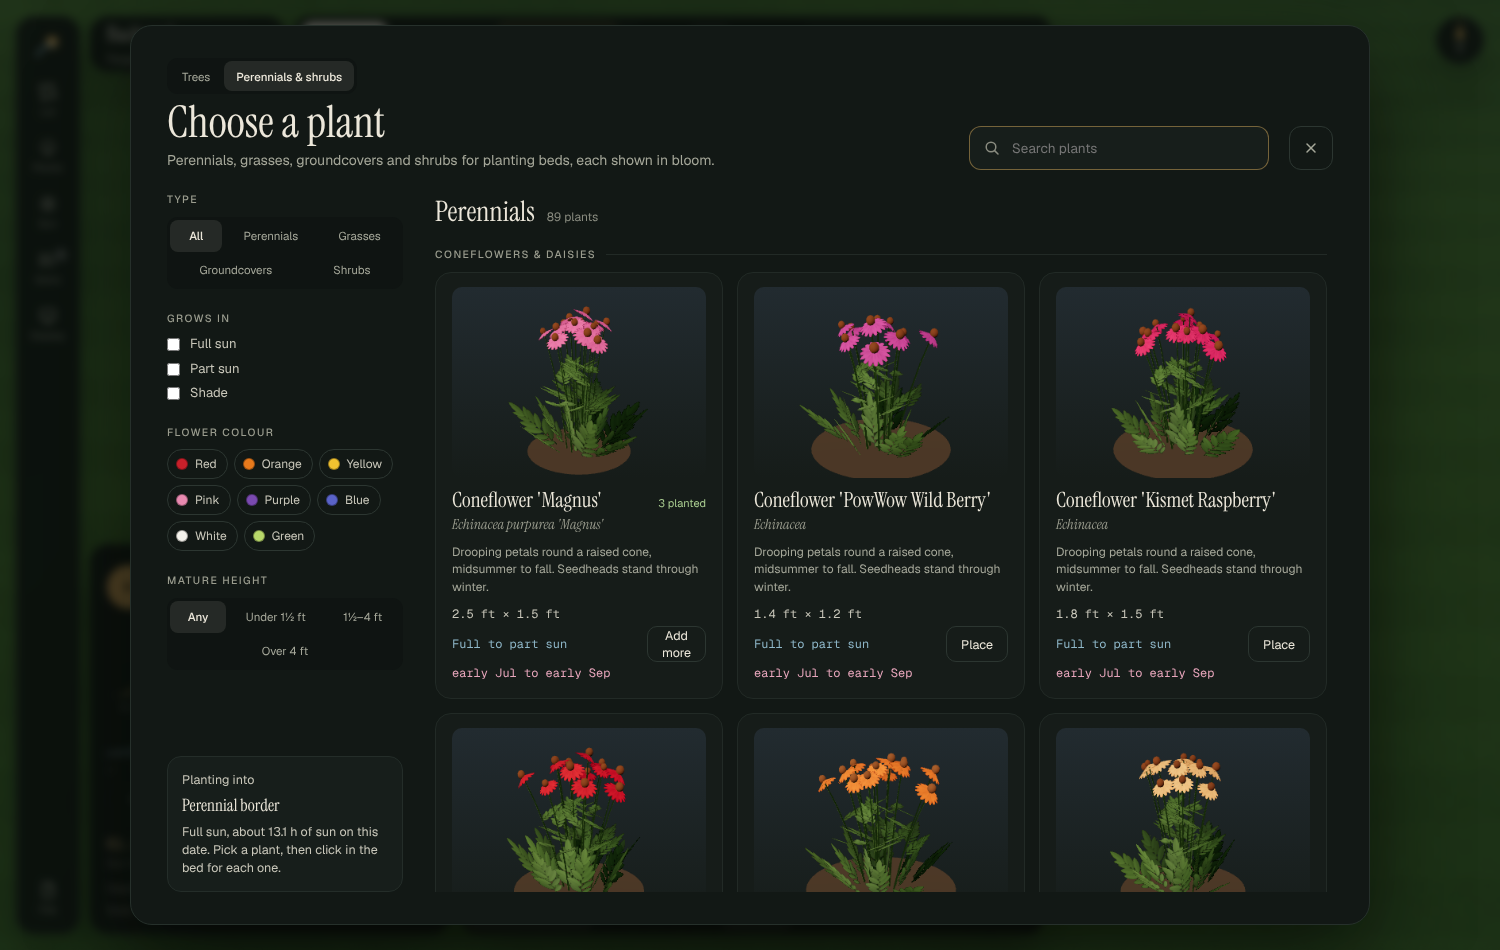 Trees
Perennials & shrubs
Choose a plant
Perennials, grasses, groundcovers and shrubs for planting beds, each shown in bloom.
Search plants
TYPE
All
Perennials
Grasses
Groundcovers
Shrubs
GROWS IN
Full sun
Part sun
Shade
FLOWER COLOUR
Red
Orange
Yellow
Pink
Purple
Blue
White
Green
MATURE HEIGHT
Any
Under 1½ ft
1½–4 ft
Over 4 ft
Planting into
Perennial border
Full sun, about 13.1 h of sun on this
date. Pick a plant, then click in the
bed for each one.
Perennials
89 plants
CONEFLOWERS & DAISIES
Coneflower 'Magnus'
3 planted
Echinacea purpurea 'Magnus'
Drooping petals round a raised cone,
midsummer to fall. Seedheads stand through
winter.
2.5 ft × 1.5 ft
Full to part sun
early Jul to early Sep
Add
more
Coneflower 'PowWow Wild Berry'
Echinacea
Drooping petals round a raised cone,
midsummer to fall. Seedheads stand through
winter.
1.4 ft × 1.2 ft
Full to part sun
early Jul to early Sep
Place
Coneflower 'Kismet Raspberry'
Echinacea
Drooping petals round a raised cone,
midsummer to fall. Seedheads stand through
winter.
1.8 ft × 1.5 ft
Full to part sun
early Jul to early Sep
Place